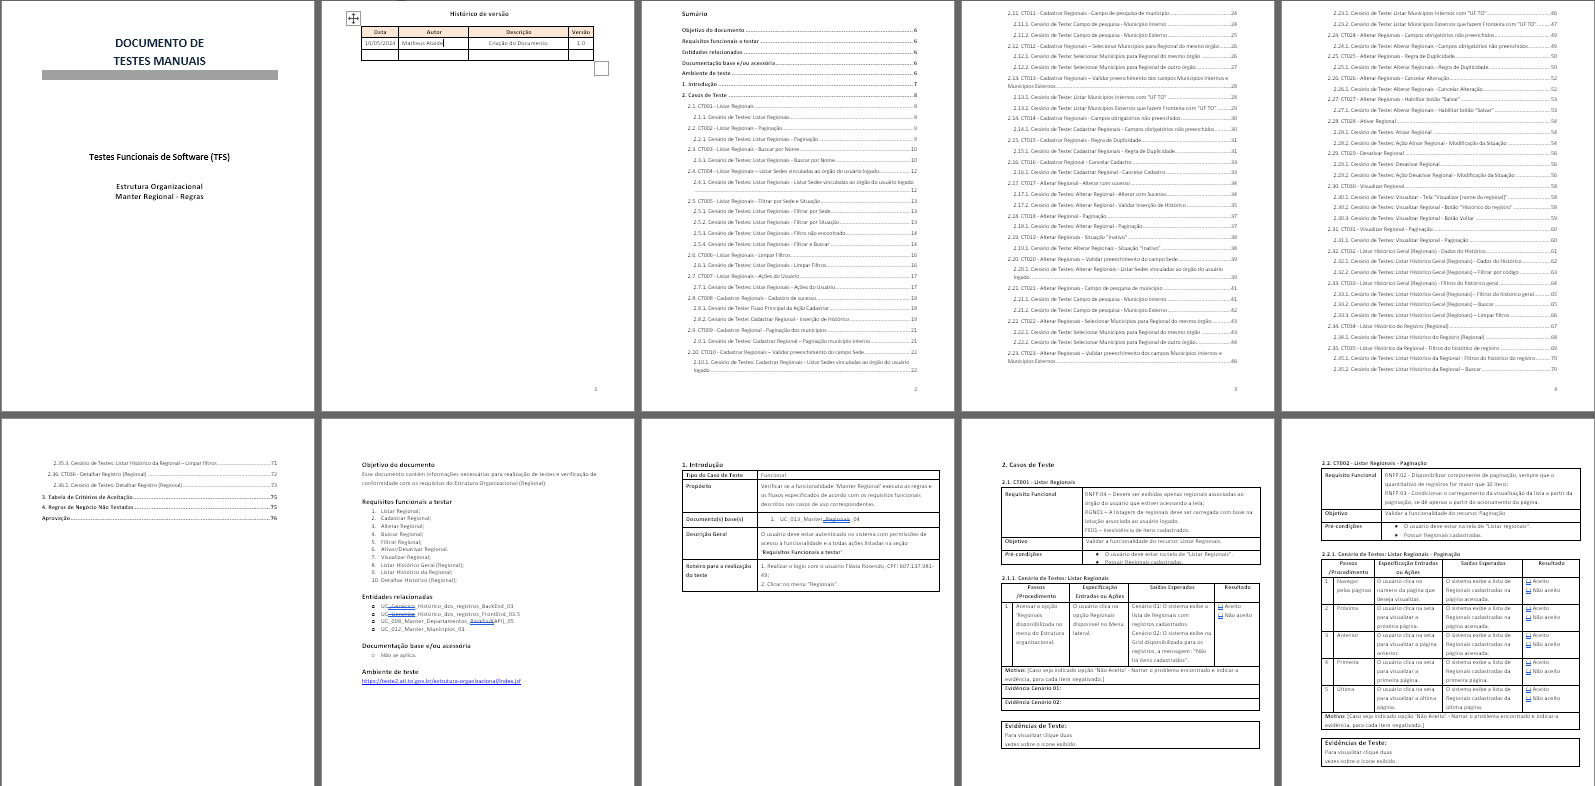 DOCUMENTO DE
TESTES MANUAIS
Testes Funcionais de Software (TFS)
Estrutura Organizacional
Manter Regional - Regras
Histórico de versão
Data Autor Descrição Versão
10/05/2024 Matheus Ataíde Criação do Documento. 1.0
1
Sumário
Objetivo do documento 6
Requisitos funcionais a testar 6
Entidades relacionadas 6
Documentação base e/ou acessória 6
Ambiente de teste 6
1. Introdução 7
2. Casos de Teste 8
2.1. CT001 - Listar Regionais 8
2.1.1. Cenário de Testes: Listar Regionais 8
2.2. CT002 - Listar Regionais - Paginação 9
2.2.1. Cenário de Testes: Listar Regionais - Paginação 9
2.3. CT003 - Listar Regionais - Buscar por Nome 10
2.3.1. Cenário de Testes: Listar Regionais - Buscar por Nome 10
2.4. CT004 – Listar Regionais – Listar Sedes vinculadas ao órgão do usuário logado 12
2.4.1. Cenário de Testes: Listar Regionais - Listar Sedes vinculadas ao órgão do usuário logado
12
2.5. CT005 - Listar Regionais - Filtrar por Sede e Situação 13
2.5.1. Cenário de Testes: Listar Regionais - Filtrar por Sede 13
2.5.2. Cenário de Testes: Listar Regionais - Filtrar por Situação 13
2.5.3. Cenário de Testes: Listar Regionais - Filtro não encontrado 14
2.5.4. Cenário de Testes: Listar Regionais - Filtrar e Buscar 14
2.6. CT006 - Listar Regionais - Limpar Filtros 16
2.6.1. Cenário de Testes: Listar Regionais - Limpar Filtros 16
2.7. CT007 - Listar Regionais - Ações do Usuário 17
2.7.1. Cenário de Testes: Listar Regionais - Ações do Usuário 17
2.8. CT008 - Cadastrar Regionais - Cadastro de sucesso 18
2.8.1. Cenário de Teste: Fluxo Principal da Ação Cadastrar 18
2.8.2. Cenário de Teste: Cadastrar Regional - Inserção de Histórico 19
2.9. CT009 - Cadastrar Regional - Paginação dos municípios 21
2.9.1. Cenário de Testes: Cadastrar Regional – Paginação município interno 21
2.10. CT010 - Cadastrar Regionais – Validar preenchimento do campo Sede 22
2.10.1. Cenário de Testes: Cadastrar Regionais - Listar Sedes vinculadas ao órgão do usuário
logado 22
2
2.11. CT011 - Cadastrar Regionais - Campo de pesquisa de município 24
2.11.1. Cenário de Teste: Campo de pesquisa - Município Interno 24
2.11.2. Cenário de Teste: Campo de pesquisa - Município Externo 25
2.12. CT012 - Cadastrar Regionais – Selecionar Municípios para Regional do mesmo órgão 26
2.12.1. Cenário de Teste: Selecionar Municípios para Regional do mesmo órgão 26
2.12.2. Cenário de Teste: Selecionar Municípios para Regional de outro órgão 27
2.13. CT013 - Cadastrar Regionais – Validar preenchimento dos campos Municípios Internos e
Municípios Externos 28
2.13.1. Cenário de Teste: Listar Municípios Internos com "UF TO" 28
2.13.2. Cenário de Teste: Listar Municípios Externos que fazem Fronteira com "UF TO" 29
2.14. CT014 - Cadastrar Regionais - Campos obrigatórios não preenchidos 30
2.14.1. Cenário de Teste: Cadastrar Regionais - Campos obrigatórios não preenchidos 30
2.15. CT015 - Cadastrar Regionais - Regra de Duplicidade 31
2.15.1. Cenário de Teste: Cadastrar Regionais - Regra de Duplicidade 31
2.16. CT016 - Cadastrar Regional - Cancelar Cadastro 33
2.16.1. Cenário de Teste: Cadastrar Regional - Cancelar Cadastro 33
2.17. CT017 - Alterar Regional - Alterar com sucesso 34
2.17.1. Cenário de Testes: Alterar Regional - Alterar com Sucesso 34
2.17.2. Cenário de Testes: Alterar Regional - Validar Inserção de Histórico 35
2.18. CT018 - Alterar Regional - Paginação 37
2.18.1. Cenário de Testes: Alterar Regional - Paginação 37
2.19. CT019 - Alterar Regionais - Situação "Inativo" 38
2.19.1. Cenário de Teste: Alterar Regionais - Situação "Inativo" 38
2.20. CT020 - Alterar Regionais – Validar preenchimento do campo Sede 39
2.20.1. Cenário de Testes: Alterar Regionais - Listar Sedes vinculadas ao órgão do usuário
logado 39
2.21. CT021 - Alterar Regionais - Campo de pesquisa de município 41
2.21.1. Cenário de Teste: Campo de pesquisa - Município Interno 41
2.21.2. Cenário de Teste: Campo de pesquisa - Município Externo 42
2.22. CT022 - Alterar Regionais - Selecionar Municípios para Regional do mesmo órgão 43
2.22.1. Cenário de Teste: Selecionar Municípios para Regional do mesmo órgão 43
2.22.2. Cenário de Teste: Selecionar Municípios para Regional de outro órgão 44
2.23. CT023 - Alterar Regionais – Validar preenchimento dos campos Municípios Internos e
Municípios Externos 46
3
2.23.1. Cenário de Teste: Listar Municípios Internos com "UF TO" 46
2.23.2. Cenário de Teste: Listar Municípios Externos que fazem Fronteira com "UF TO" 47
2.24. CT024 - Alterar Regionais - Campos obrigatórios não preenchidos 49
2.24.1. Cenário de Teste: Alterar Regionais - Campos obrigatórios não preenchidos 49
2.25. CT025 - Alterar Regionais - Regra de Duplicidade 50
2.25.1. Cenário de Teste: Alterar Regionais - Regra de Duplicidade 50
2.26. CT026 - Alterar Regionais - Cancelar Alteração 52
2.26.1. Cenário de Teste: Alterar Regionais - Cancelar Alteração 52
2.27. CT027 - Alterar Regionais - Habilitar botão "Salvar" 53
2.27.1. Cenário de Teste: Alterar Regionais - Habilitar botão "Salvar" 53
2.28. CT028 - Ativar Regional 54
2.28.1. Cenário de Testes: Ativar Regional 54
2.28.2. Cenário de Testes: Ação Ativar Regional - Modificação da Situação 54
2.29. CT029 - Desativar Regional 56
2.29.1. Cenário de Testes: Desativar Regional 56
2.29.2. Cenário de Testes: Ação Desativar Regional - Modificação da Situação 56
2.30. CT030 - Visualizar Regional 58
2.30.1. Cenário de Testes: Visualizar - Tela "Visualizar [nome da regional]" 58
2.30.2. Cenário de Testes: Visualizar Regional - Botão "Histórico do registro" 58
2.30.3. Cenário de Testes: Visualizar Regional - Botão Voltar 59
2.31. CT031 - Visualizar Regional - Paginação 60
2.31.1. Cenário de Testes: Visualizar Regional - Paginação 60
2.32. CT032 - Listar Histórico Geral (Regionais) - Dados do Histórico 61
2.32.1. Cenário de Testes: Listar Histórico Geral (Regionais) - Dados do Histórico 62
2.32.2. Cenário de Testes: Listar Histórico Geral (Regionais) – Filtrar por código 63
2.33. CT033 - Listar Histórico Geral (Regionais) - Filtros do histórico geral 64
2.33.1. Cenário de Testes: Listar Histórico Geral (Regionais) - Filtros do histórico geral 65
2.33.2. Cenário de Testes: Listar Histórico Geral (Regionais) – Buscar 65
2.33.3. Cenário de Testes: Listar Histórico Geral (Regionais) – Limpar filtros 66
2.34. CT034 - Listar Histórico do Registro (Regional) 67
2.34.1. Cenário de Testes: Listar Histórico do Registro (Regional) 68
2.35. CT035 - Listar Histórico da Regional - Filtros do histórico de registro 69
2.35.1. Cenário de Testes: Listar Histórico da Regional - Filtros do histórico do registro 70
2.35.2. Cenário de Testes: Listar Histórico da Regional – Buscar 70
4
2.35.3. Cenário de Testes: Listar Histórico da Regional – Limpar filtros 71
2.36. CT036 - Detalhar Registro (Regional) 72
2.36.1. Cenário de Testes: Detalhar Registro (Regional) 73
3. Tabela de Critérios de Aceitação 75
4. Regras de Negócio Não Testadas 75
Aprovação 76
Objetivo do documento
Esse documento contém informações necessárias para realização de testes e verificação de
conformidade com os requisitos do Estrutura Organizacional (Regional).
Requisitos funcionais a testar
1. Listar Regional;
2. Cadastrar Regional;
3. Alterar Regional;
4. Buscar Regional;
5. Filtrar Regional;
6. Ativar/Desativar Regional.
7. Visualizar Regional;
8. Listar Histórico Geral (Regional);
9. Listar Histórico da Regional;
10. Detalhar Histórico (Regional);
Entidades relacionadas
UC_Genérico_Histórico_dos_registros_BackEnd_03
UC_Genérico_Histórico_dos_registros_FrontEnd_03.5
UC_008_Manter_Departamentos_BackEnd(API)_05
UC_012_Manter_Municípios_03
Documentação base e/ou acessória
Não se aplica.
Ambiente de teste
https://teste2.ati.to.gov.br/estrutura-organizacional/index.jsf
1. Introdução
Tipo do Caso de Teste Funcional
Propósito Verificar se a funcionalidade 'Manter Regional' executa as regras e
os fluxos especificados de acordo com os requisitos funcionais
descritos nos casos de uso correspondentes.
Documento(s) base(s) 1. UC_013_Manter_Regionais_04
Descrição Geral O usuário deve estar autenticado no sistema com permissões de
acesso à funcionalidade e a todas ações listadas na seção
'Requisitos Funcionais a testar'.
Roteiro para a realização
do teste
1. Realizar o login com o usuário Flávia Rosendo, CPF: 607.137.981-
49;
2. Clicar no menu "Regionais".
2. Casos de Teste
2.1. CT001 - Listar Regionais
Requisito Funcional RNFP.04 – Devem ser exibidas apenas regionais associadas ao
órgão do usuário que estiver acessando a tela;
RGN01 – A listagem de regionais deve ser carregada com base na
lotação associada ao usuário logado.
FE01 – Inexistência de itens cadastrados.
Objetivo Validar a funcionalidade do recurso: Listar Regionais.
Pré-condições O usuário deve estar na tela de "Listar Regionais".
Possuir Regionais cadastradas.
2.1.1. Cenário de Testes: Listar Regionais
Passos
/Procedimento
Especificação
Entradas ou Ações
Saídas Esperadas Resultado
1 Acessar a opção
'Regionais
disponibilizada no
menu do Estrutura
organizacional.
O usuário clica na
opção Regionais
disponível no Menu
lateral.
Cenário 01: O sistema exibe a
lista de Regionais com
registros cadastrados.
Cenário 02: O sistema exibe na
Grid disponibilizada para os
registros, a mensagem: "Não
há itens cadastrados".
Aceito
Não aceito
Motivo: [Caso seja indicado opção 'Não Aceito' - Narrar o problema encontrado e indicar a
evidência, para cada item negativado.]
Evidência Cenário 01:
Evidência Cenário 02:
Evidências de Teste:
Para visualizar clique duas
vezes sobre o ícone exibido.
2.2. CT002 - Listar Regionais - Paginação
Requisito Funcional RNFP.02 - Disponibilizar componente de paginação, sempre que o
quantitativo de registros for maior que 10 itens;
RNFP.03 - Condicionar o carregamento da visualização da lista a partir da
paginação, se dê apenas a partir do acionamento da página.
Objetivo Validar a funcionalidade do recurso: Paginação
Pré-condições O usuário deve estar na tela de "Listar regionais".
Possuir Regionais cadastradas.
2.2.1. Cenário de Testes: Listar Regionais - Paginação
Passos
/Procedimento
Especificação Entradas
ou Ações
Saídas Esperadas Resultado
1 Navegar
pelas páginas
O usuário clica no
número da página que
deseja visualizar.
O sistema exibe a lista de
Regionais cadastradas na
página acessada.
Aceito
Não aceito
2 Próxima O usuário clica na seta
para visualizar a
próxima página.
O sistema exibe a lista de
Regionais cadastradas na
página acessada.
Aceito
Não aceito
3 Anterior O usuário clica na seta
para visualizar a página
anterior.
O sistema exibe a lista de
Regionais cadastradas na
página acessada.
Aceito
Não aceito
4 Primeira O usuário clica na seta
para visualizar a
primeira página.
O sistema exibe a lista de
Regionais cadastradas na
primeira página.
Aceito
Não aceito
5 Última O usuário clica na seta
para visualizar a última
página.
O sistema exibe a lista de
Regionais cadastradas da
última página.
Aceito
Não aceito
Motivo: [Caso seja indicado opção 'Não Aceito' - Narrar o problema encontrado e indicar a
evidência, para cada item negativado.]
Evidências de Teste:
Para visualizar clique duas
vezes sobre o ícone exibido.